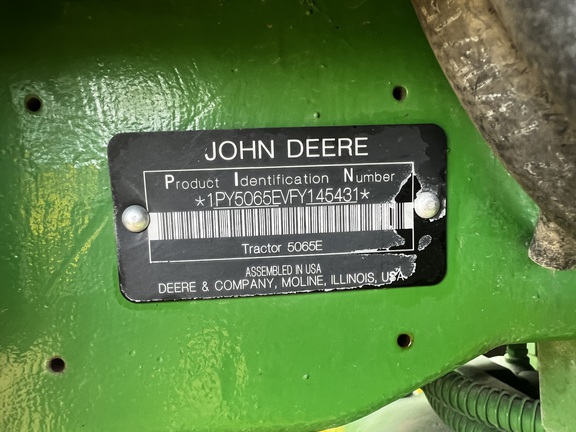 JOHN DEERE
Product Identification Number
*1PY5065EVFY145431*
Tractor 5065E
ASSEMBLED IN USA
DEERE & COMPANY, MOLINE, ILLINOIS, USA